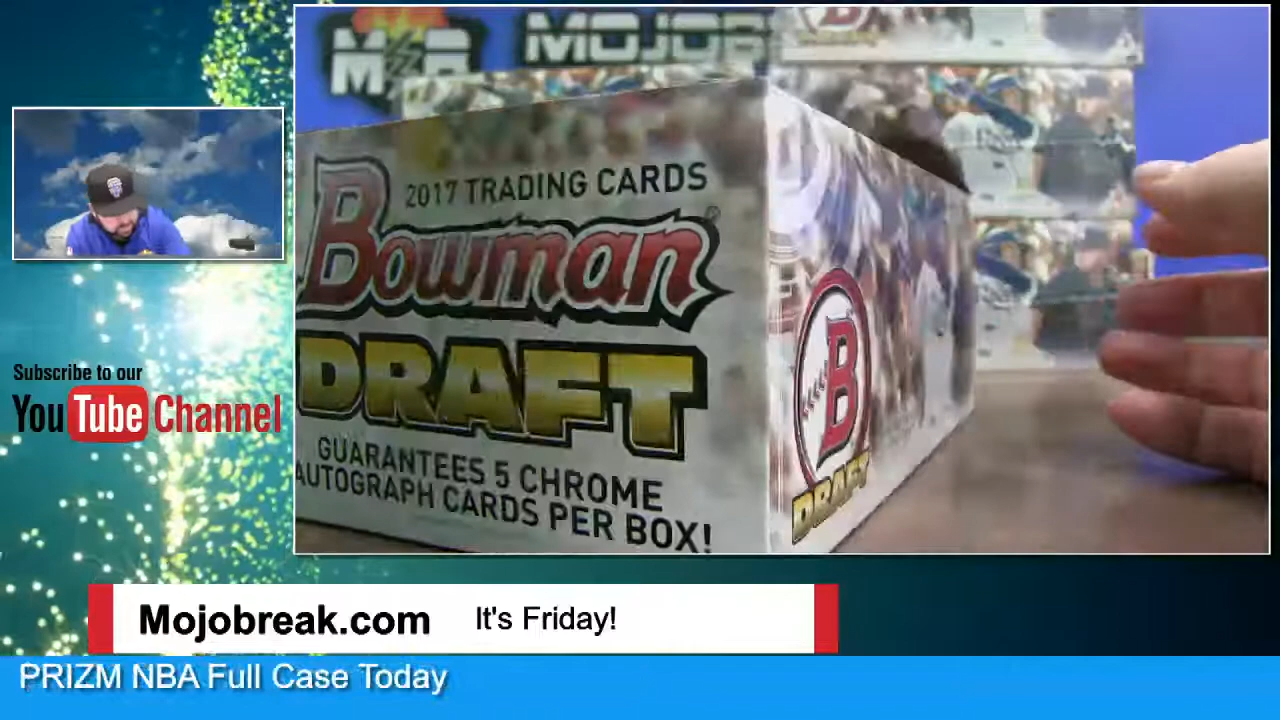 MOJOB
2017 TRADING CARDS
Bowman®
DRAFT
GUARANTEES 5 CHROME
AUTOGRAPH CARDS PER BOX!
B
DRAFT
Subscribe to our
YouTube Channel
Mojobreak.com It's Friday!
PRIZM NBA Full Case Today